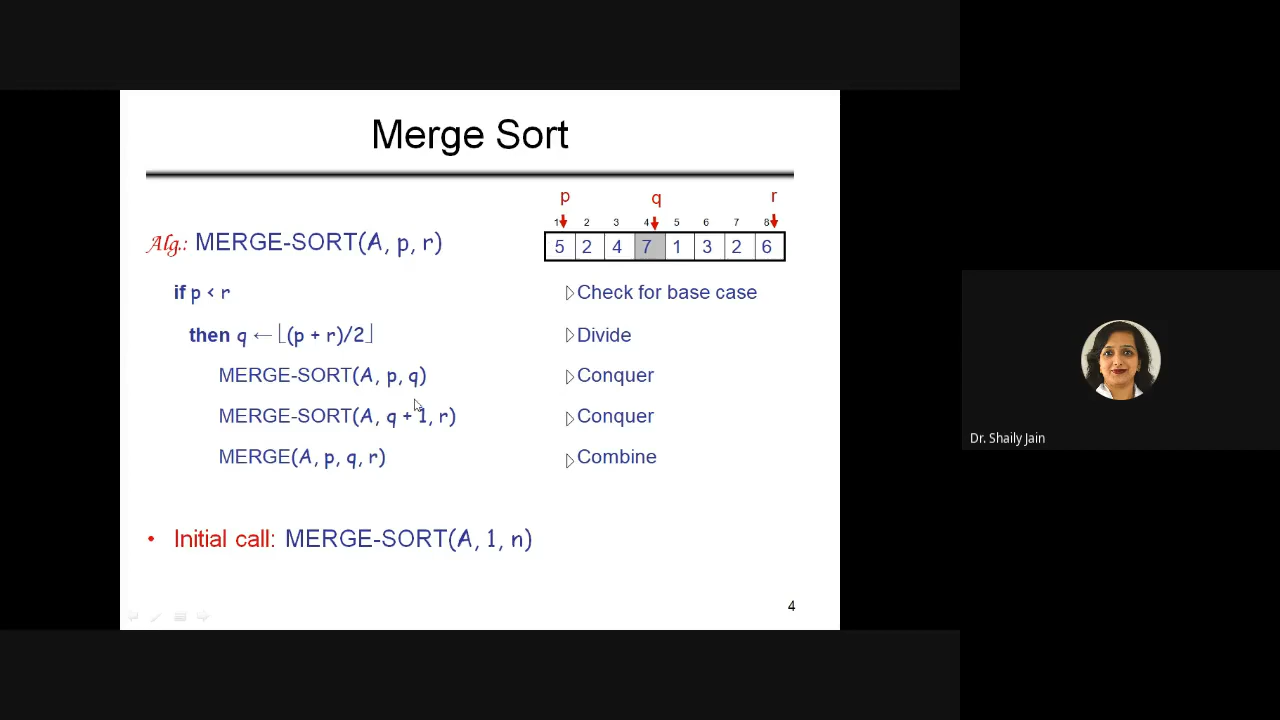 Merge Sort
p q r
1 2 3 4 5 6 7 8
Alg.: MERGE-SORT(A, p, r)
5 2 4 7 1 3 2 6
if p < r ▷Check for base case
then q ← ⌊(p + r)/2⌋ ▷Divide
MERGE-SORT(A, p, q) ▷Conquer
MERGE-SORT(A, q + 1, r) ▷Conquer
MERGE(A, p, q, r) ▷Combine
• Initial call: MERGE-SORT(A, 1, n)
4
Dr. Shaily Jain